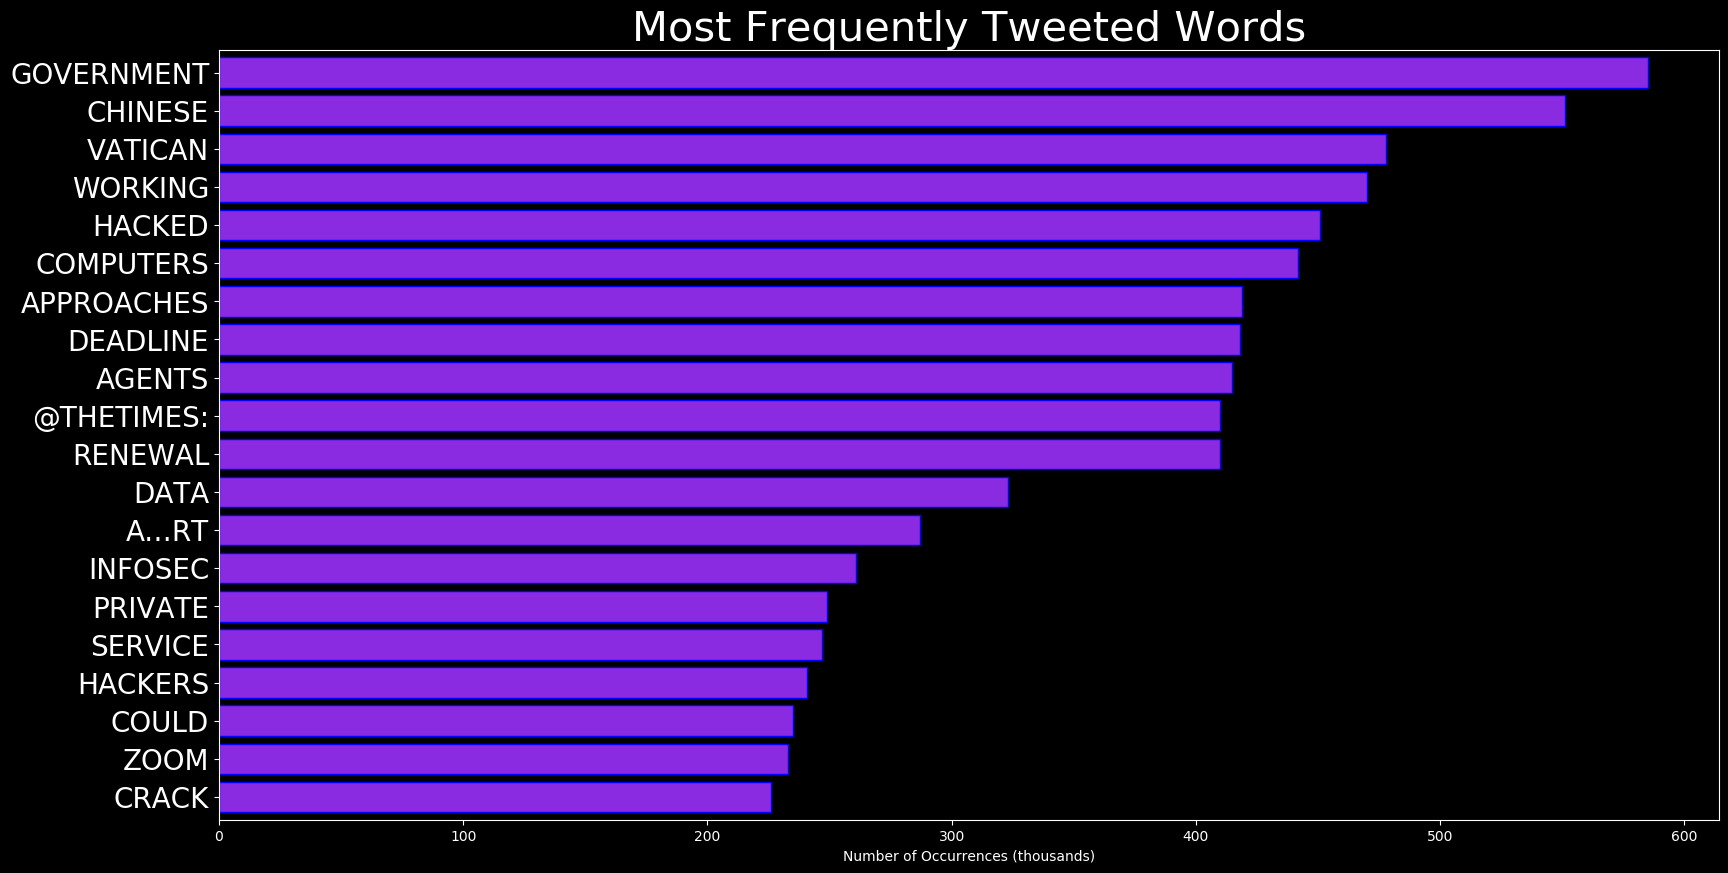 Most Frequently Tweeted Words
GOVERNMENT
CHINESE
VATICAN
WORKING
HACKED
COMPUTERS
APPROACHES
DEADLINE
AGENTS
@THETIMES:
RENEWAL
DATA
A…RT
INFOSEC
PRIVATE
SERVICE
HACKERS
COULD
ZOOM
CRACK
0 100 200 300 400 500 600
Number of Occurrences (thousands)